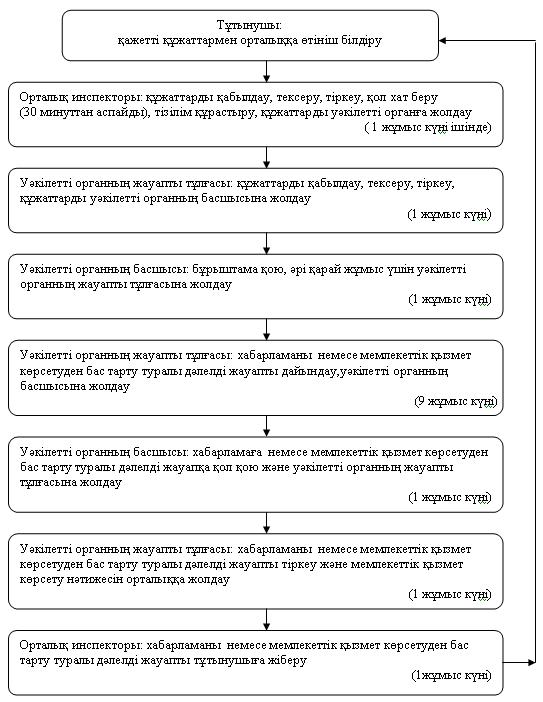 Тұтынушы:
қажетті құжаттармен орталыққа өтініш білдіру
Орталық инспекторы: құжаттарды қабылдау, тексеру, тіркеу, қол хат беру
(30 минуттан аспайды), тізілім құрастыру, құжаттарды уәкілетті органға жолдау
( 1 жұмыс күні ішінде)
Уәкілетті органның жауапты тұлғасы: құжаттарды қабылдау, тексеру, тіркеу,
құжаттарды уәкілетті органның басшысына жолдау
(1 жұмыс күні)
Уәкілетті органның басшысы: бұрыштама қою, әрі қарай жұмыс үшін уәкілетті
органның жауапты тұлғасына жолдау
(1 жұмыс күні)
Уәкілетті органның жауапты тұлғасы: хабарламаны немесе мемлекеттік қызмет
көрсетуден бас тарту туралы дәлелді жауапты дайындау,уәкілетті органның
басшысына жолдау
(9 жұмыс күні)
Уәкілетті органның басшысы: хабарламаға немесе мемлекеттік қызмет көрсетуден
бас тарту туралы дәлелді жауапқа қол қою және уәкілетті органның жауапты
тұлғасына жолдау
(1 жұмыс күні)
Уәкілетті органның жауапты тұлғасы: хабарламаны немесе мемлекеттік қызмет
көрсетуден бас тарту туралы дәлелді жауапты тіркеу және мемлекеттік қызмет
көрсету нәтижесін орталыққа жолдау
(1 жұмыс күні)
Орталық инспекторы: хабарламаны немесе мемлекеттік қызмет көрсетуден бас
тарту туралы дәлелді жауапты тұтынушыға жіберу
(1жұмыс күні)